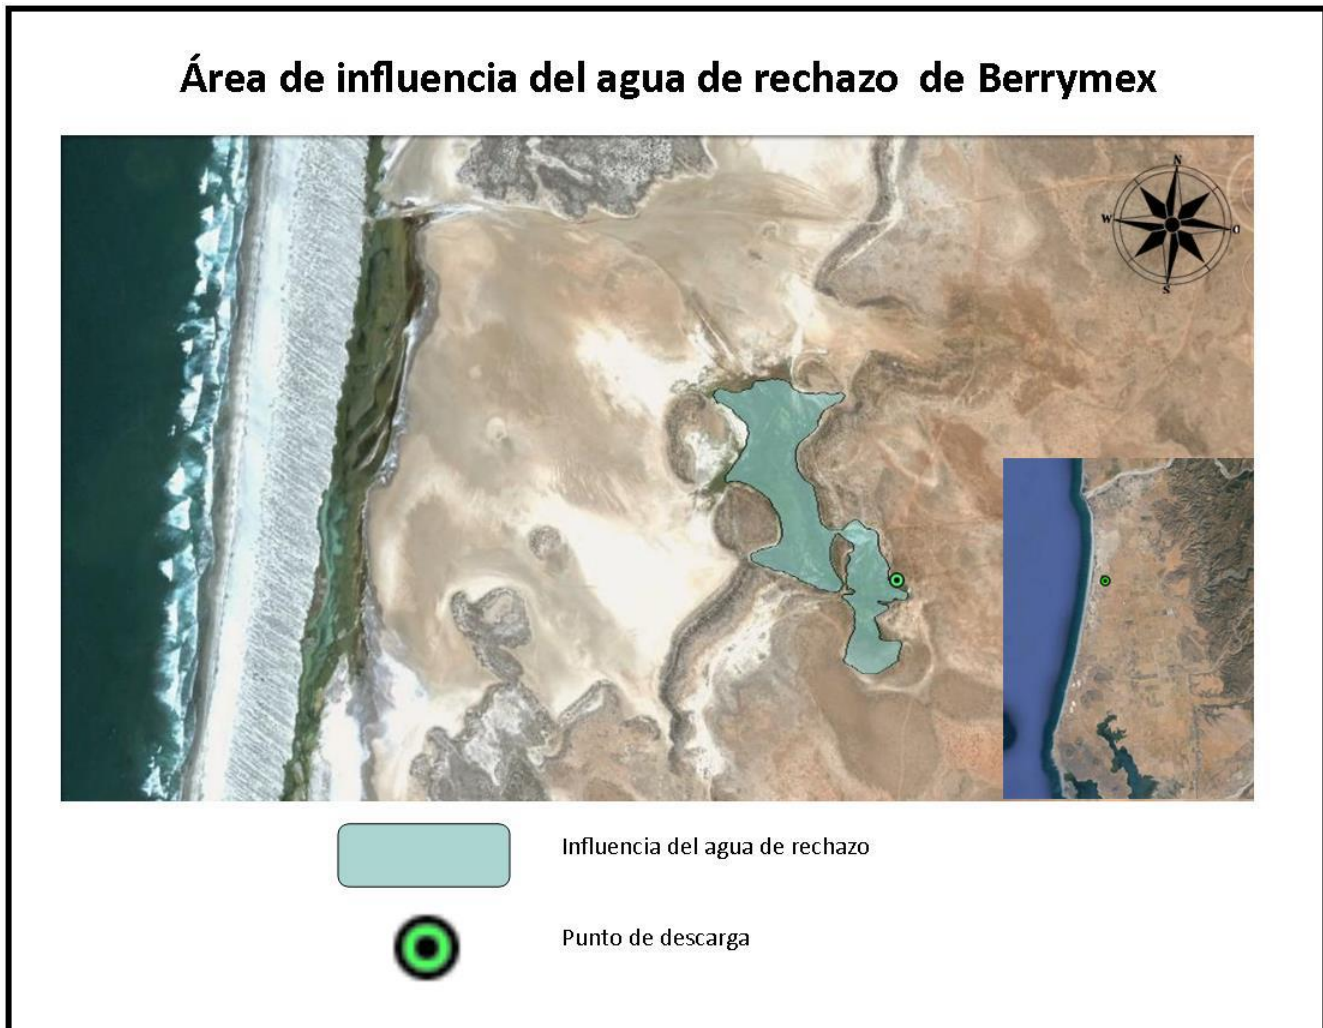 Área de influencia del agua de rechazo de Berrymex
N
W
O
S
Influencia del agua de rechazo
Punto de descarga